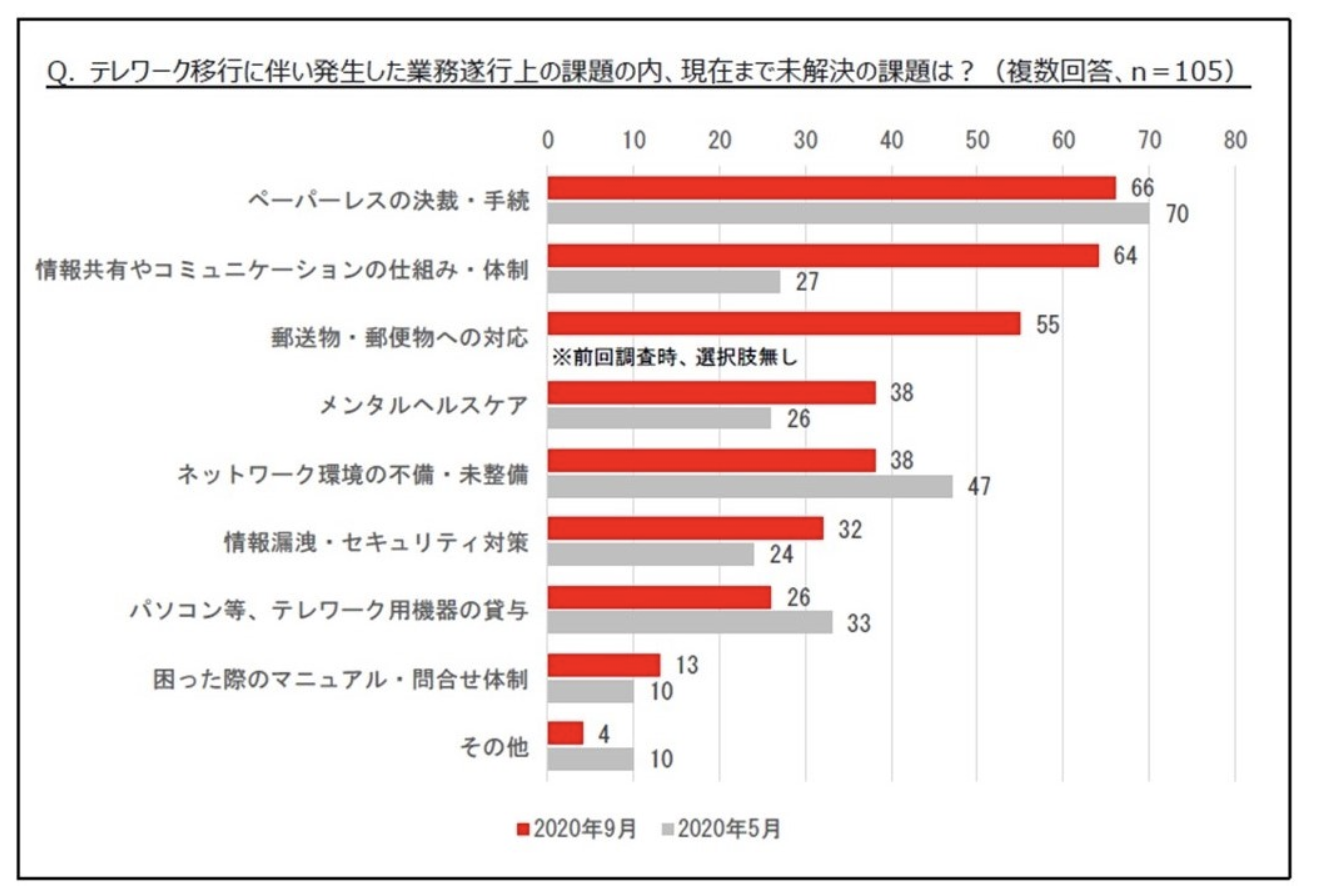 Q. テレワーク移行に伴い発生した業務遂行上の課題の内、現在まで未解決の課題は？（複数回答、n＝105）
0 10 20 30 40 50 60 70 80
ペーパーレスの決裁・手続 66
70
情報共有やコミュニケーションの仕組み・体制 64
27
郵送物・郵便物への対応 55
※前回調査時、選択肢無し
メンタルヘルスケア 38
26
ネットワーク環境の不備・未整備 38
47
情報漏洩・セキュリティ対策 32
24
パソコン等、テレワーク用機器の貸与 26
33
困った際のマニュアル・問合せ体制 13
10
その他 4
10
2020年9月 2020年5月